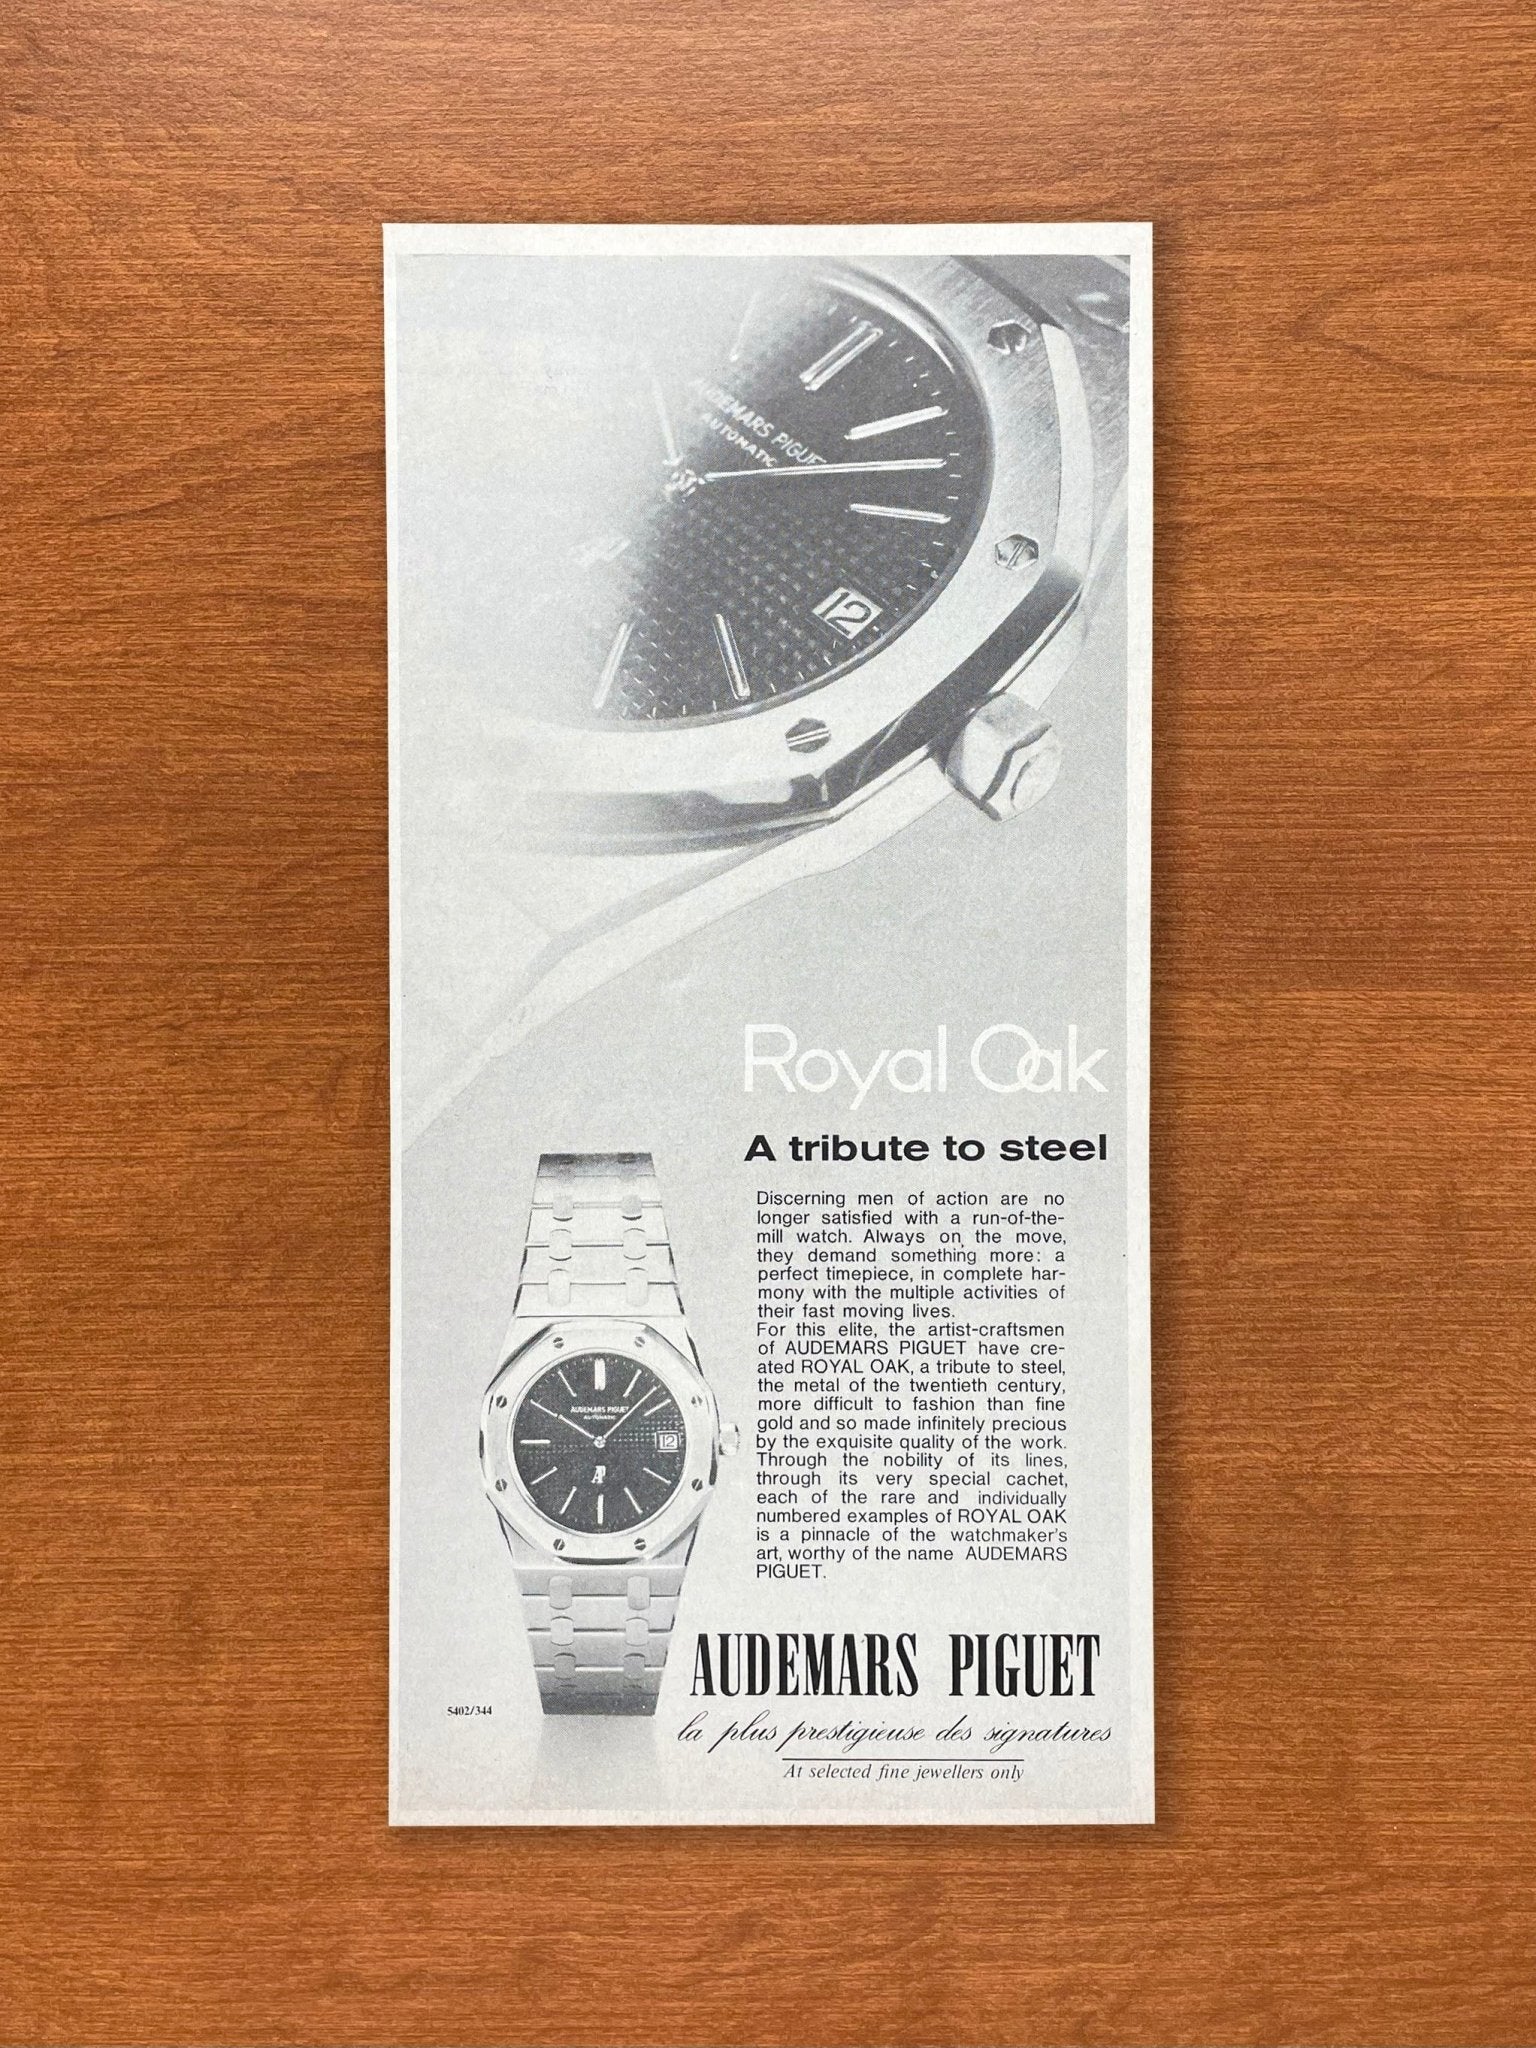 AUDEMARS PIGUET
AUTOMATIC
12
Royal Oak
A tribute to steel
Discerning men of action are no
longer satisfied with a run-of-the-
mill watch. Always on the move,
they demand something more: a
perfect timepiece, in complete har-
mony with the multiple activities of
their fast moving lives.
For this elite, the artist-craftsmen
of AUDEMARS PIGUET have cre-
ated ROYAL OAK, a tribute to steel,
the metal of the twentieth century,
more difficult to fashion than fine
gold and so made infinitely precious
by the exquisite quality of the work.
Through the nobility of its lines,
through its very special cachet,
each of the rare and individually
numbered examples of ROYAL OAK
is a pinnacle of the watchmaker's
art, worthy of the name AUDEMARS
PIGUET.
AUDEMARS PIGUET
AUTOMATIC
12
AP
5402/344
AUDEMARS PIGUET
la plus prestigieuse des signatures
At selected fine jewellers only